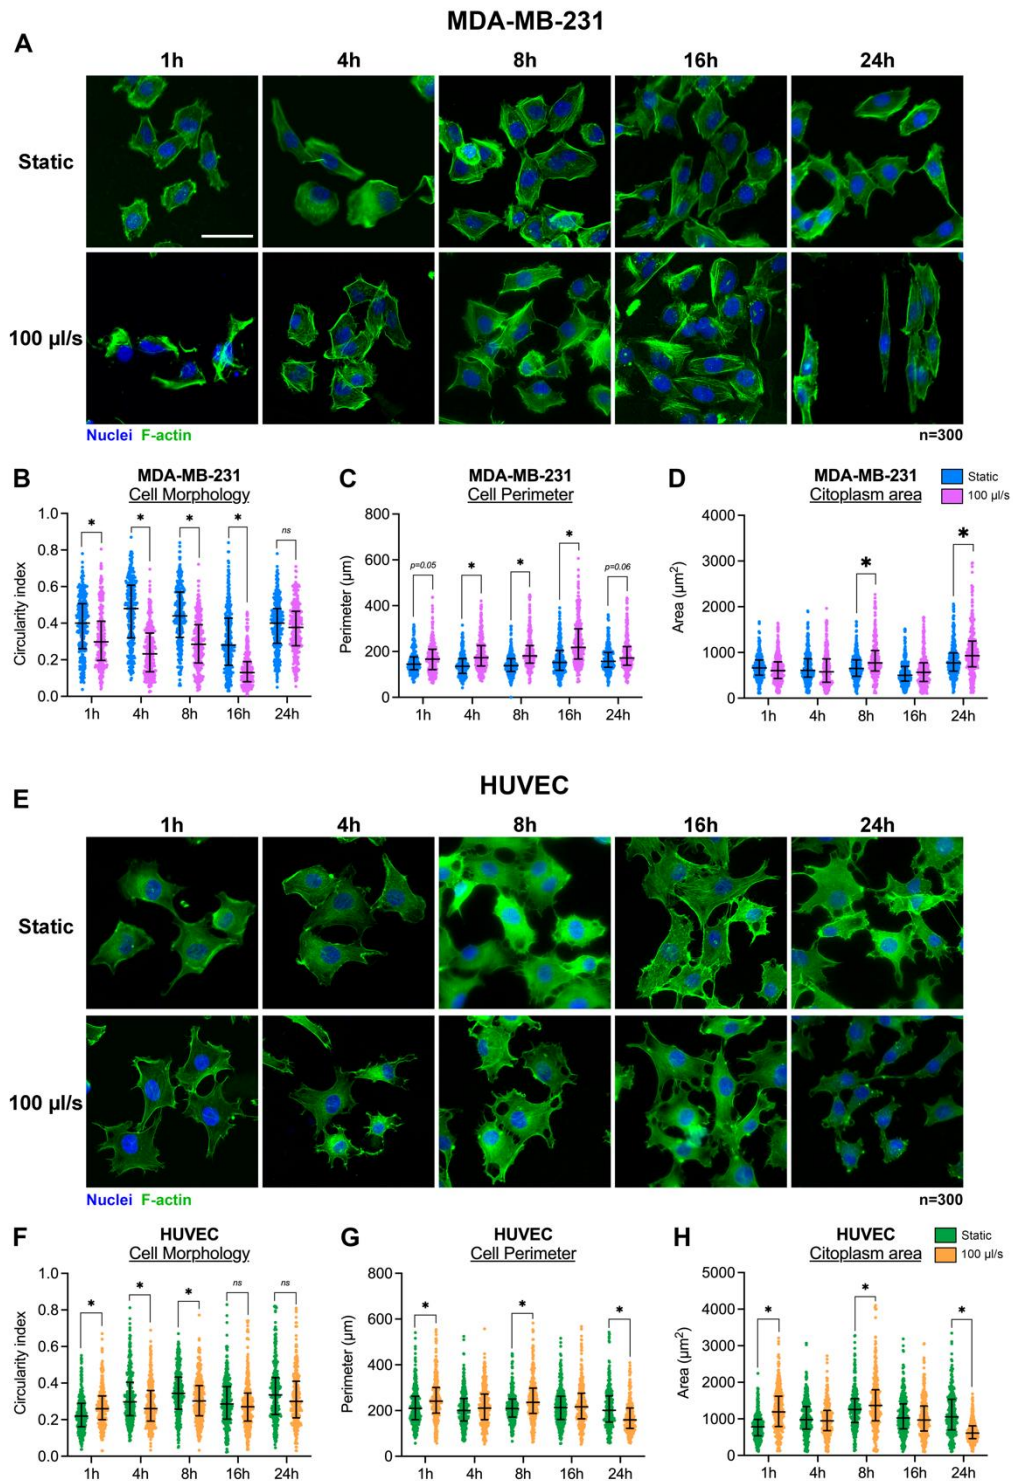 MDA-MB-231
A
1h 4h 8h 16h 24h
Static
100 µl/s
Nuclei F-actin n=300
B MDA-MB-231
Cell Morphology
Circularity index
1.0
0.8
0.6
0.4
0.2
0.0
* * * * ns
1h 4h 8h 16h 24h
C MDA-MB-231
Cell Perimeter
Perimeter (µm)
800
600
400
200
0
p=0.05 * * * p=0.06
1h 4h 8h 16h 24h
D MDA-MB-231
Citoplasm area
Static
100 µl/s
Area (µm²)
4000
3000
2000
1000
0
* *
1h 4h 8h 16h 24h
HUVEC
E
1h 4h 8h 16h 24h
Static
100 µl/s
Nuclei F-actin n=300
F HUVEC
Cell Morphology
Circularity index
1.0
0.8
0.6
0.4
0.2
0.0
* * * ns ns
1h 4h 8h 16h 24h
G HUVEC
Cell Perimeter
Perimeter (µm)
800
600
400
200
0
* * *
1h 4h 8h 16h 24h
H HUVEC
Citoplasm area
Static
100 µl/s
Area (µm²)
5000
4000
3000
2000
1000
0
* * *
1h 4h 8h 16h 24h